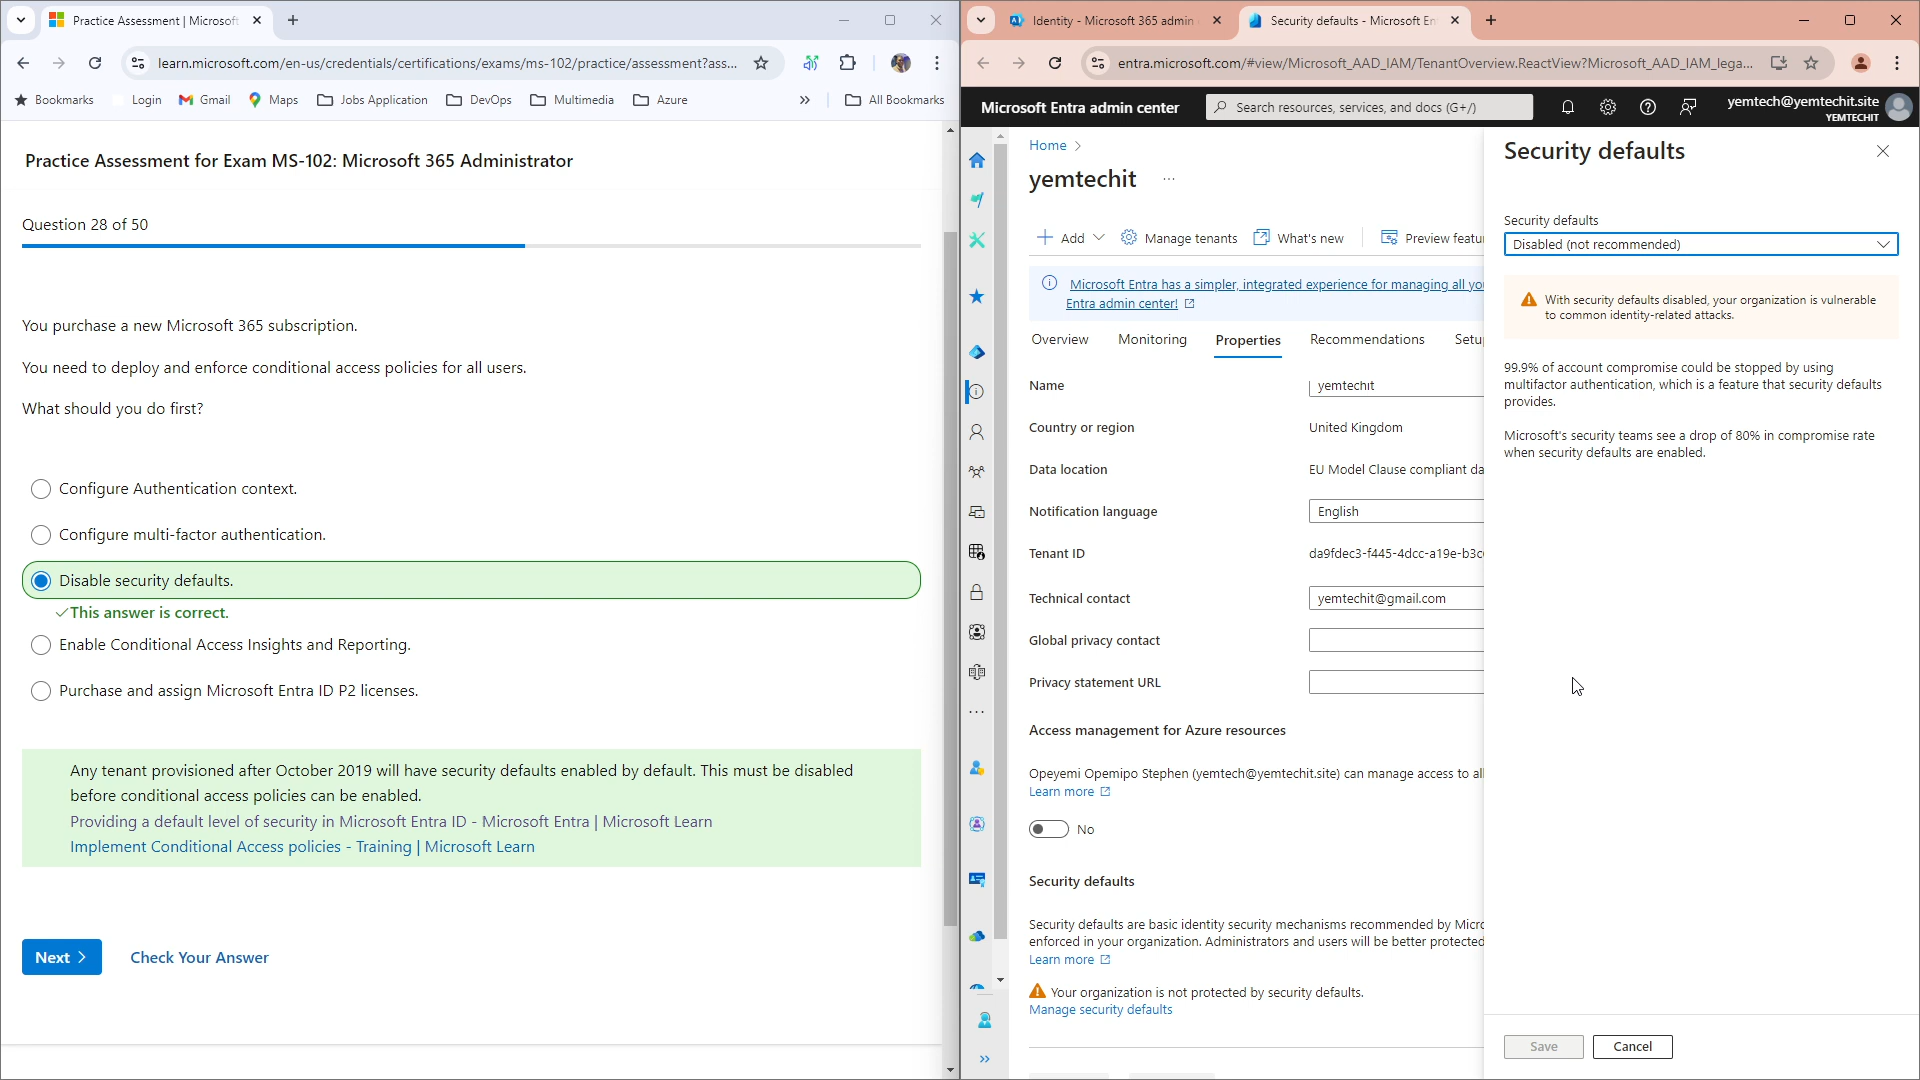 Practice Assessment | Microsoft
learn.microsoft.com/en-us/credentials/certifications/exams/ms-102/practice/assessment?ass...
Bookmarks
Login
Gmail
Maps
Jobs Application
DevOps
Multimedia
Azure
»
All Bookmarks
Practice Assessment for Exam MS-102: Microsoft 365 Administrator
Question 28 of 50
You purchase a new Microsoft 365 subscription.
You need to deploy and enforce conditional access policies for all users.
What should you do first?
Configure Authentication context.
Configure multi-factor authentication.
Disable security defaults.
This answer is correct.
Enable Conditional Access Insights and Reporting.
Purchase and assign Microsoft Entra ID P2 licenses.
Any tenant provisioned after October 2019 will have security defaults enabled by default. This must be disabled
before conditional access policies can be enabled.
Providing a default level of security in Microsoft Entra ID - Microsoft Entra | Microsoft Learn
Implement Conditional Access policies - Training | Microsoft Learn
Next
Check Your Answer
Identity - Microsoft 365 admin
Security defaults - Microsoft En
entra.microsoft.com/#view/Microsoft_AAD_IAM/TenantOverview.ReactView?Microsoft_AAD_IAM_lega...
Microsoft Entra admin center
Search resources, services, and docs (G+/)
yemtech@yemtechit.site
YEMTECHIT
Home
yemtechit
...
Add
Manage tenants
What's new
Preview featu
Microsoft Entra has a simpler, integrated experience for managing all yo
Entra admin center!
Overview
Monitoring
Properties
Recommendations
Setu
Name
yemtechit
Country or region
United Kingdom
Data location
EU Model Clause compliant da
Notification language
English
Tenant ID
da9fdec3-f445-4dcc-a19e-b3c
Technical contact
yemtechit@gmail.com
Global privacy contact
Privacy statement URL
Access management for Azure resources
Opeyemi Opemipo Stephen (yemtech@yemtechit.site) can manage access to al
Learn more
No
Security defaults
Security defaults are basic identity security mechanisms recommended by Micr
enforced in your organization. Administrators and users will be better protected
Learn more
Your organization is not protected by security defaults.
Manage security defaults
Security defaults
Security defaults
Disabled (not recommended)
With security defaults disabled, your organization is vulnerable
to common identity-related attacks.
99.9% of account compromise could be stopped by using
multifactor authentication, which is a feature that security defaults
provides.
Microsoft's security teams see a drop of 80% in compromise rate
when security defaults are enabled.
Save
Cancel